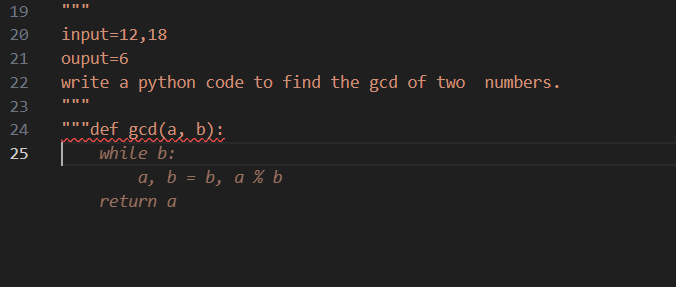 19 """
20 input=12,18
21 ouput=6
22 write a python code to find the gcd of two  numbers.
23 """
24 """def gcd(a, b):
25     while b:
        a, b = b, a % b
    return a